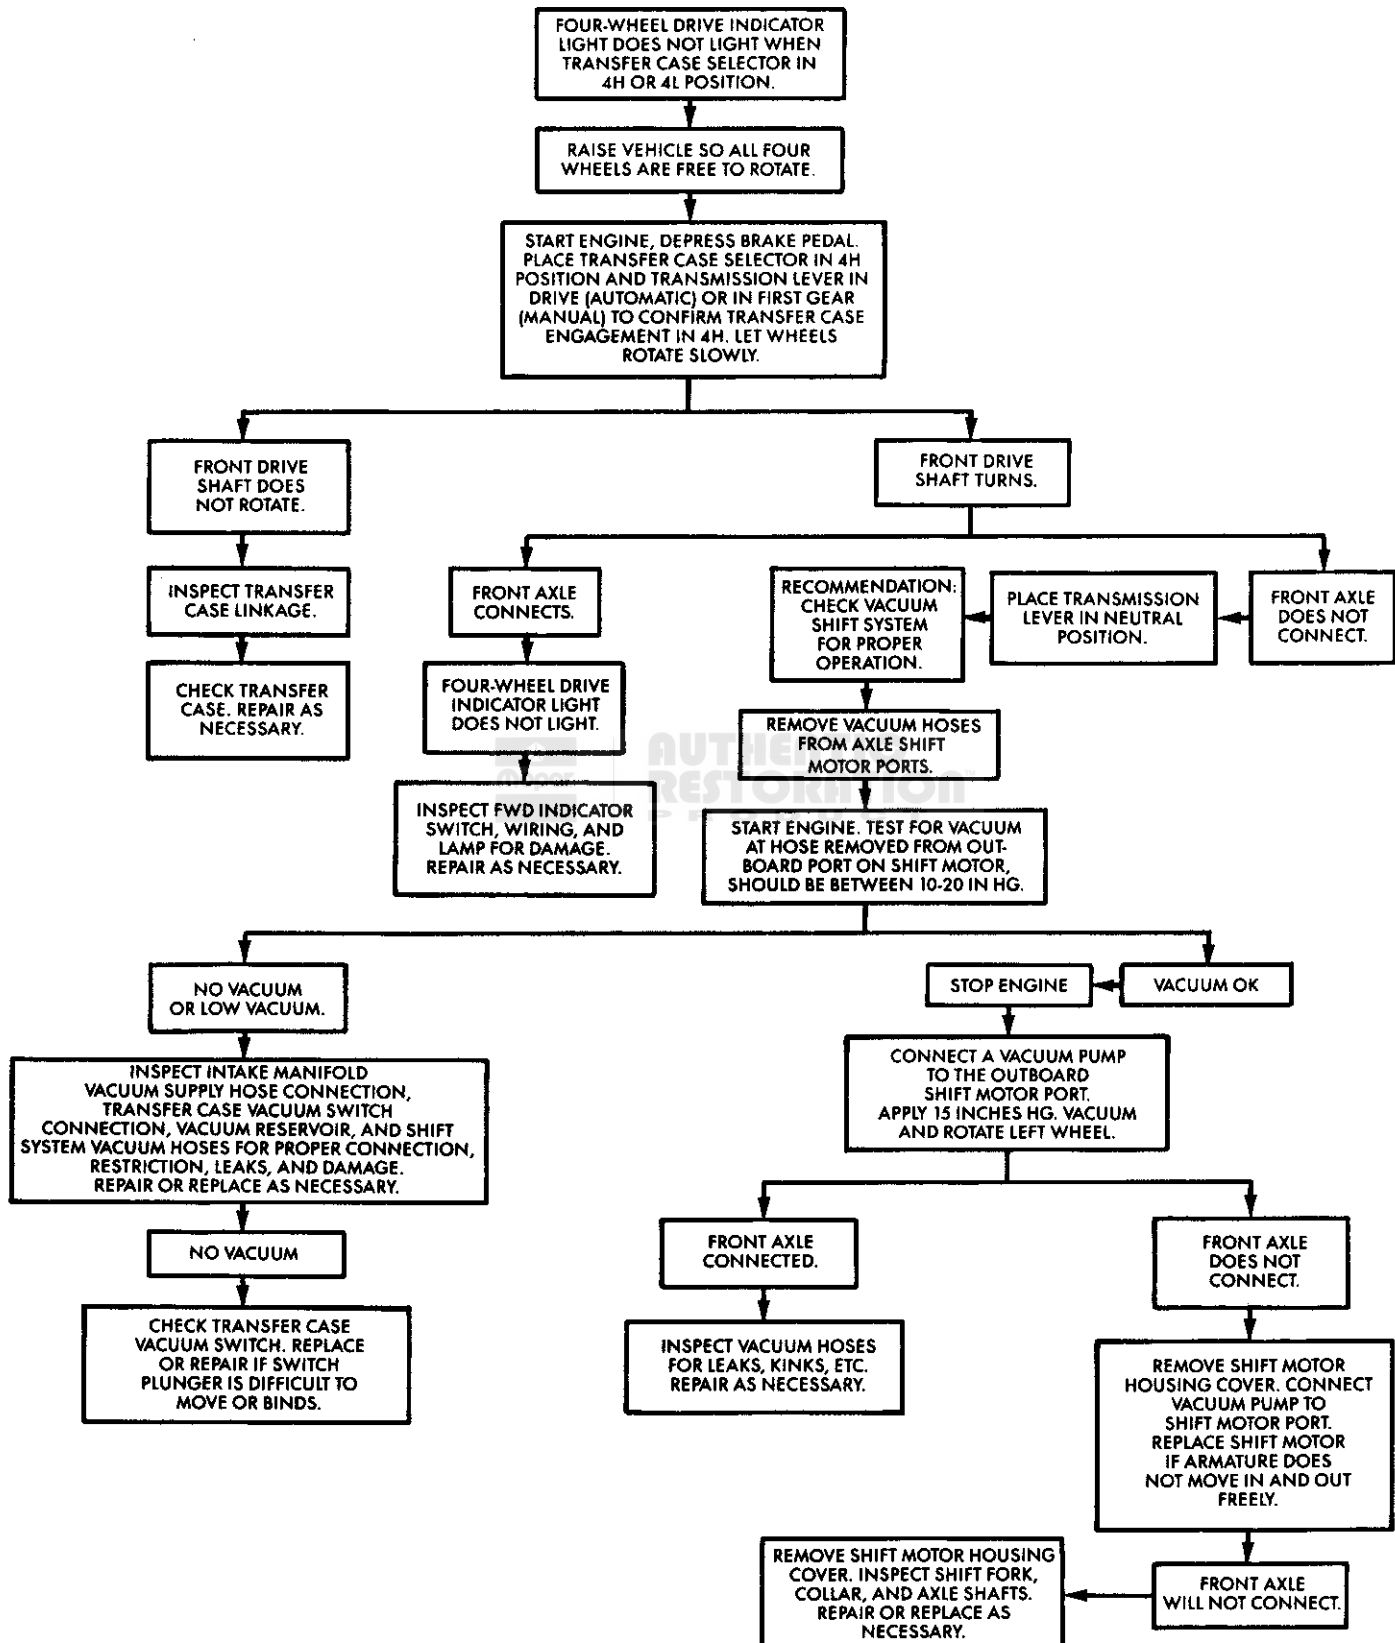 FOUR-WHEEL DRIVE INDICATOR
LIGHT DOES NOT LIGHT WHEN
TRANSFER CASE SELECTOR IN
4H OR 4L POSITION.
RAISE VEHICLE SO ALL FOUR
WHEELS ARE FREE TO ROTATE.
START ENGINE, DEPRESS BRAKE PEDAL.
PLACE TRANSFER CASE SELECTOR IN 4H
POSITION AND TRANSMISSION LEVER IN
DRIVE (AUTOMATIC) OR IN FIRST GEAR
(MANUAL) TO CONFIRM TRANSFER CASE
ENGAGEMENT IN 4H. LET WHEELS
ROTATE SLOWLY.
FRONT DRIVE
SHAFT DOES
NOT ROTATE.
INSPECT TRANSFER
CASE LINKAGE.
CHECK TRANSFER
CASE. REPAIR AS
NECESSARY.
FRONT DRIVE
SHAFT TURNS.
FRONT AXLE
CONNECTS.
FOUR-WHEEL DRIVE
INDICATOR LIGHT
DOES NOT LIGHT.
INSPECT FWD INDICATOR
SWITCH, WIRING, AND
LAMP FOR DAMAGE.
REPAIR AS NECESSARY.
FRONT AXLE
DOES NOT
CONNECT.
PLACE TRANSMISSION
LEVER IN NEUTRAL
POSITION.
RECOMMENDATION:
CHECK VACUUM
SHIFT SYSTEM
FOR PROPER
OPERATION.
REMOVE VACUUM HOSES
FROM AXLE SHIFT
MOTOR PORTS.
START ENGINE. TEST FOR VACUUM
AT HOSE REMOVED FROM OUT-
BOARD PORT ON SHIFT MOTOR,
SHOULD BE BETWEEN 10-20 IN HG.
NO VACUUM
OR LOW VACUUM.
INSPECT INTAKE MANIFOLD
VACUUM SUPPLY HOSE CONNECTION,
TRANSFER CASE VACUUM SWITCH
CONNECTION, VACUUM RESERVOIR, AND SHIFT
SYSTEM VACUUM HOSES FOR PROPER CONNECTION,
RESTRICTION, LEAKS, AND DAMAGE.
REPAIR OR REPLACE AS NECESSARY.
NO VACUUM
CHECK TRANSFER CASE
VACUUM SWITCH. REPLACE
OR REPAIR IF SWITCH
PLUNGER IS DIFFICULT TO
MOVE OR BINDS.
VACUUM OK
STOP ENGINE
CONNECT A VACUUM PUMP
TO THE OUTBOARD
SHIFT MOTOR PORT.
APPLY 15 INCHES HG. VACUUM
AND ROTATE LEFT WHEEL.
FRONT AXLE
CONNECTED.
INSPECT VACUUM HOSES
FOR LEAKS, KINKS, ETC.
REPAIR AS NECESSARY.
FRONT AXLE
DOES NOT
CONNECT.
REMOVE SHIFT MOTOR
HOUSING COVER. CONNECT
VACUUM PUMP TO
SHIFT MOTOR PORT.
REPLACE SHIFT MOTOR
IF ARMATURE DOES
NOT MOVE IN AND OUT
FREELY.
FRONT AXLE
WILL NOT CONNECT.
REMOVE SHIFT MOTOR HOUSING
COVER. INSPECT SHIFT FORK,
COLLAR, AND AXLE SHAFTS.
REPAIR OR REPLACE AS
NECESSARY.
Mopar
RESTORATION